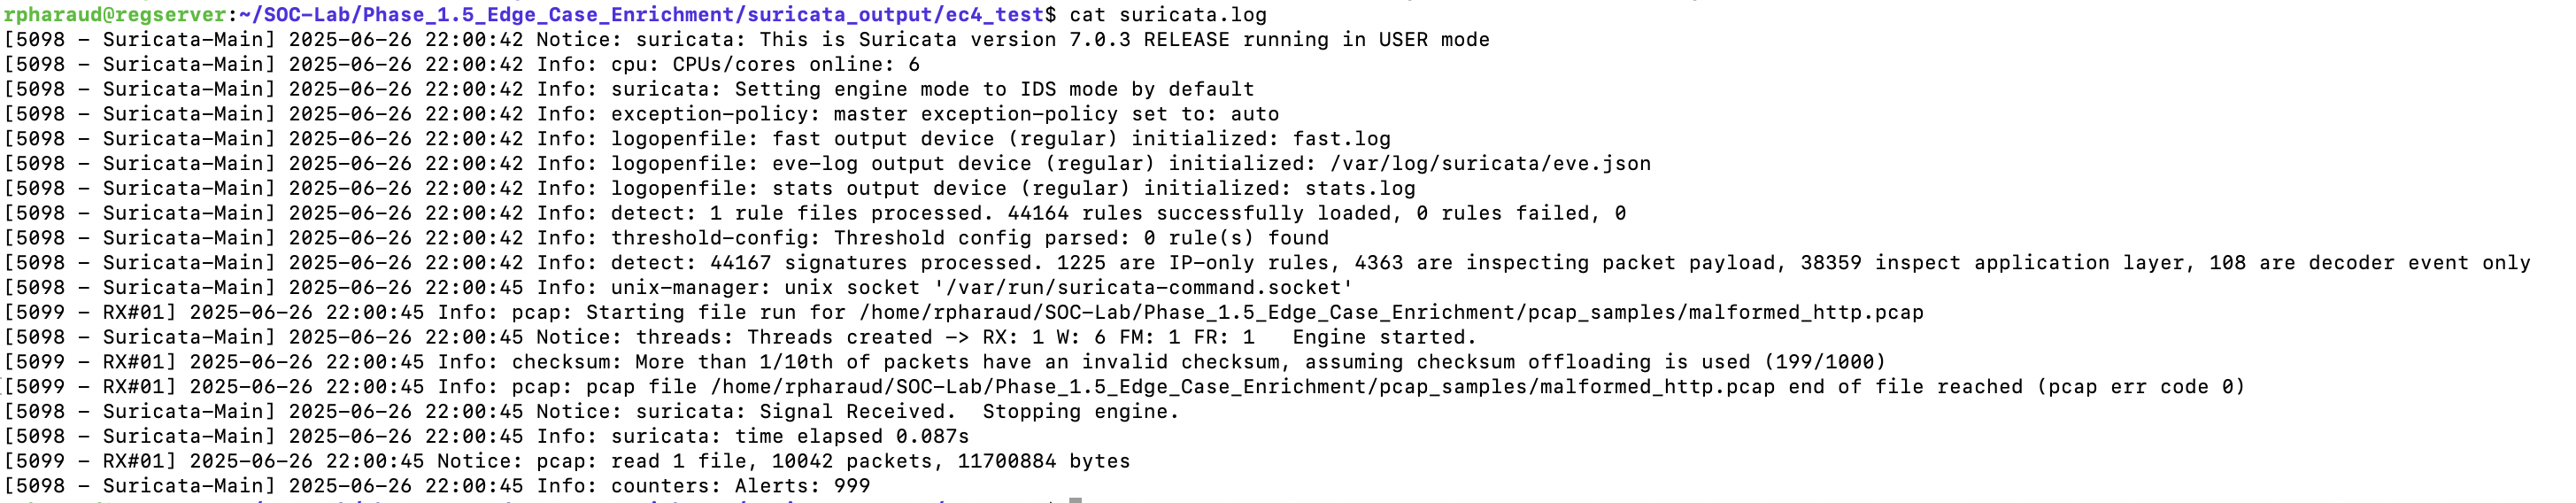 rpharaud@regserver:~/SOC-Lab/Phase_1.5_Edge_Case_Enrichment/suricata_output/ec4_test$ cat suricata.log
[5098 - Suricata-Main] 2025-06-26 22:00:42 Notice: suricata: This is Suricata version 7.0.3 RELEASE running in USER mode
[5098 - Suricata-Main] 2025-06-26 22:00:42 Info: cpu: CPUs/cores online: 6
[5098 - Suricata-Main] 2025-06-26 22:00:42 Info: suricata: Setting engine mode to IDS mode by default
[5098 - Suricata-Main] 2025-06-26 22:00:42 Info: exception-policy: master exception-policy set to: auto
[5098 - Suricata-Main] 2025-06-26 22:00:42 Info: logopenfile: fast output device (regular) initialized: fast.log
[5098 - Suricata-Main] 2025-06-26 22:00:42 Info: logopenfile: eve-log output device (regular) initialized: /var/log/suricata/eve.json
[5098 - Suricata-Main] 2025-06-26 22:00:42 Info: logopenfile: stats output device (regular) initialized: stats.log
[5098 - Suricata-Main] 2025-06-26 22:00:42 Info: detect: 1 rule files processed. 44164 rules successfully loaded, 0 rules failed, 0
[5098 - Suricata-Main] 2025-06-26 22:00:42 Info: threshold-config: Threshold config parsed: 0 rule(s) found
[5098 - Suricata-Main] 2025-06-26 22:00:42 Info: detect: 44167 signatures processed. 1225 are IP-only rules, 4363 are inspecting packet payload, 38359 inspect application layer, 108 are decoder event only
[5098 - Suricata-Main] 2025-06-26 22:00:45 Info: unix-manager: unix socket '/var/run/suricata-command.socket'
[5099 - RX#01] 2025-06-26 22:00:45 Info: pcap: Starting file run for /home/rpharaud/SOC-Lab/Phase_1.5_Edge_Case_Enrichment/pcap_samples/malformed_http.pcap
[5098 - Suricata-Main] 2025-06-26 22:00:45 Notice: threads: Threads created -> RX: 1 W: 6 FM: 1 FR: 1   Engine started.
[5099 - RX#01] 2025-06-26 22:00:45 Info: checksum: More than 1/10th of packets have an invalid checksum, assuming checksum offloading is used (199/1000)
[5099 - RX#01] 2025-06-26 22:00:45 Info: pcap: pcap file /home/rpharaud/SOC-Lab/Phase_1.5_Edge_Case_Enrichment/pcap_samples/malformed_http.pcap end of file reached (pcap err code 0)
[5098 - Suricata-Main] 2025-06-26 22:00:45 Notice: suricata: Signal Received.  Stopping engine.
[5098 - Suricata-Main] 2025-06-26 22:00:45 Info: suricata: time elapsed 0.087s
[5099 - RX#01] 2025-06-26 22:00:45 Notice: pcap: read 1 file, 10042 packets, 11700884 bytes
[5098 - Suricata-Main] 2025-06-26 22:00:45 Info: counters: Alerts: 999